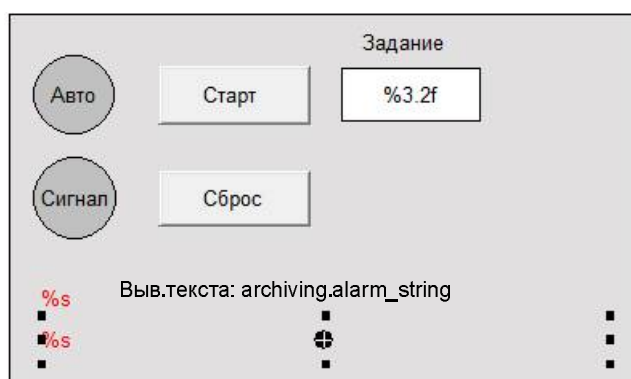 Задание
Авто
Старт
%3.2f
Сигнал
Сброс
%s
Выв.текста: archiving.alarm_string
%s